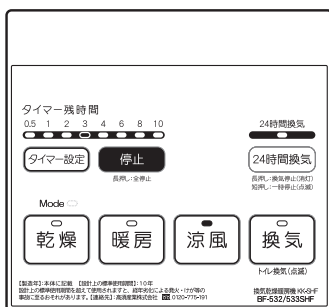 タイマー残時間
0.5 1 2 3 4 6 8 10
24時間換気
タイマー設定
停止
24時間換気
長押し:全停止
長押し:換気停止(消灯)
短押し:一時停止(点滅)
Mode
乾燥
暖房
涼風
換気
トイレ換気(点滅)
【製造年】:本体に記載 【設計上の標準使用期間】:10年
設計上の標準使用期間を超えて使用されますと、経年劣化による発火・けが等の
事故に至るおそれがあります。【連絡先】:高須産業株式会社 0120-775-191
換気乾燥暖房機 KK-SHF
BF-532/533SHF